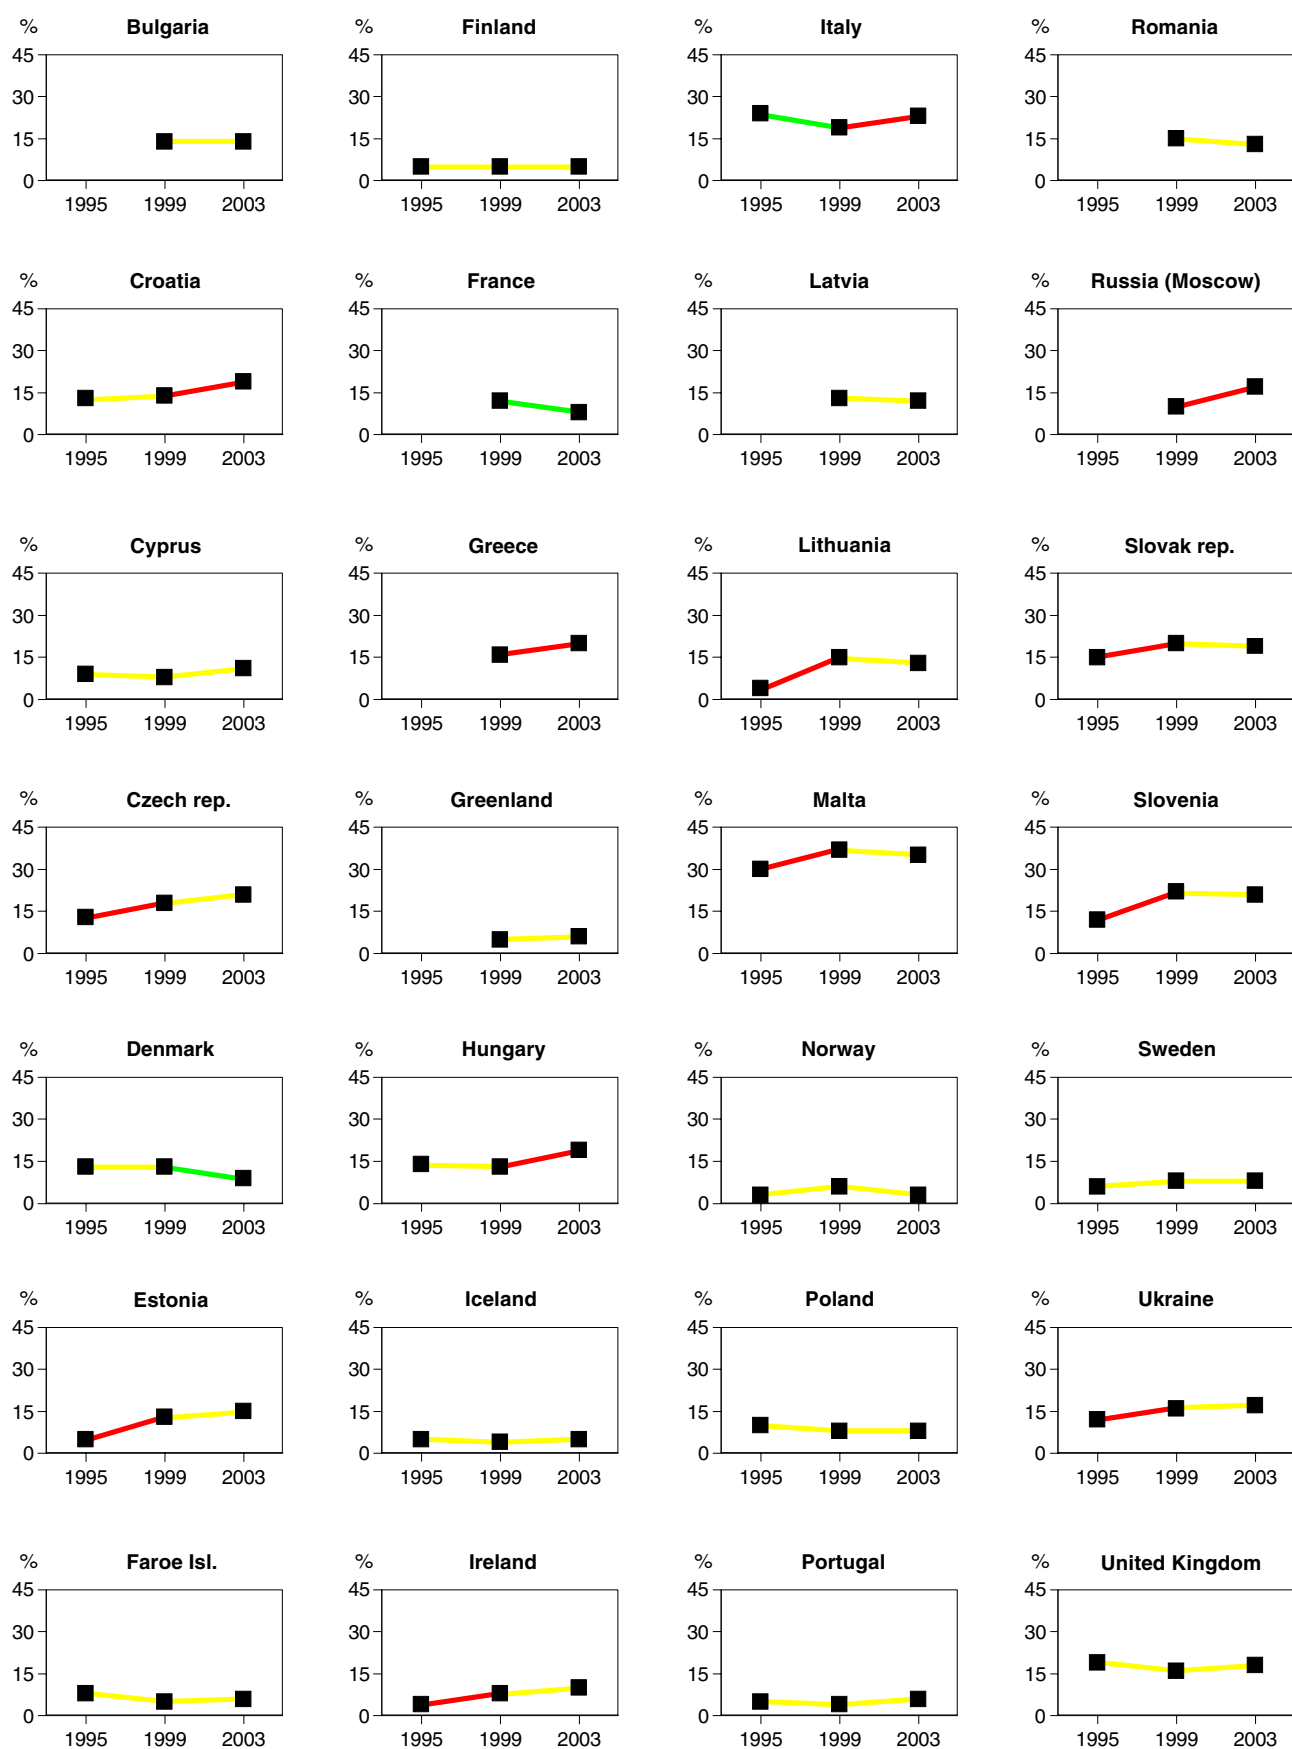 % Bulgaria % Finland % Italy % Romania
45 45 45 45
30 30 30 30
15 15 15 15
0 0 0 0
1995 1999 2003 1995 1999 2003 1995 1999 2003 1995 1999 2003
% Croatia % France % Latvia % Russia (Moscow)
45 45 45 45
30 30 30 30
15 15 15 15
0 0 0 0
1995 1999 2003 1995 1999 2003 1995 1999 2003 1995 1999 2003
% Cyprus % Greece % Lithuania % Slovak rep.
45 45 45 45
30 30 30 30
15 15 15 15
0 0 0 0
1995 1999 2003 1995 1999 2003 1995 1999 2003 1995 1999 2003
% Czech rep. % Greenland % Malta % Slovenia
45 45 45 45
30 30 30 30
15 15 15 15
0 0 0 0
1995 1999 2003 1995 1999 2003 1995 1999 2003 1995 1999 2003
% Denmark % Hungary % Norway % Sweden
45 45 45 45
30 30 30 30
15 15 15 15
0 0 0 0
1995 1999 2003 1995 1999 2003 1995 1999 2003 1995 1999 2003
% Estonia % Iceland % Poland % Ukraine
45 45 45 45
30 30 30 30
15 15 15 15
0 0 0 0
1995 1999 2003 1995 1999 2003 1995 1999 2003 1995 1999 2003
% Faroe Isl. % Ireland % Portugal % United Kingdom
45 45 45 45
30 30 30 30
15 15 15 15
0 0 0 0
1995 1999 2003 1995 1999 2003 1995 1999 2003 1995 1999 2003